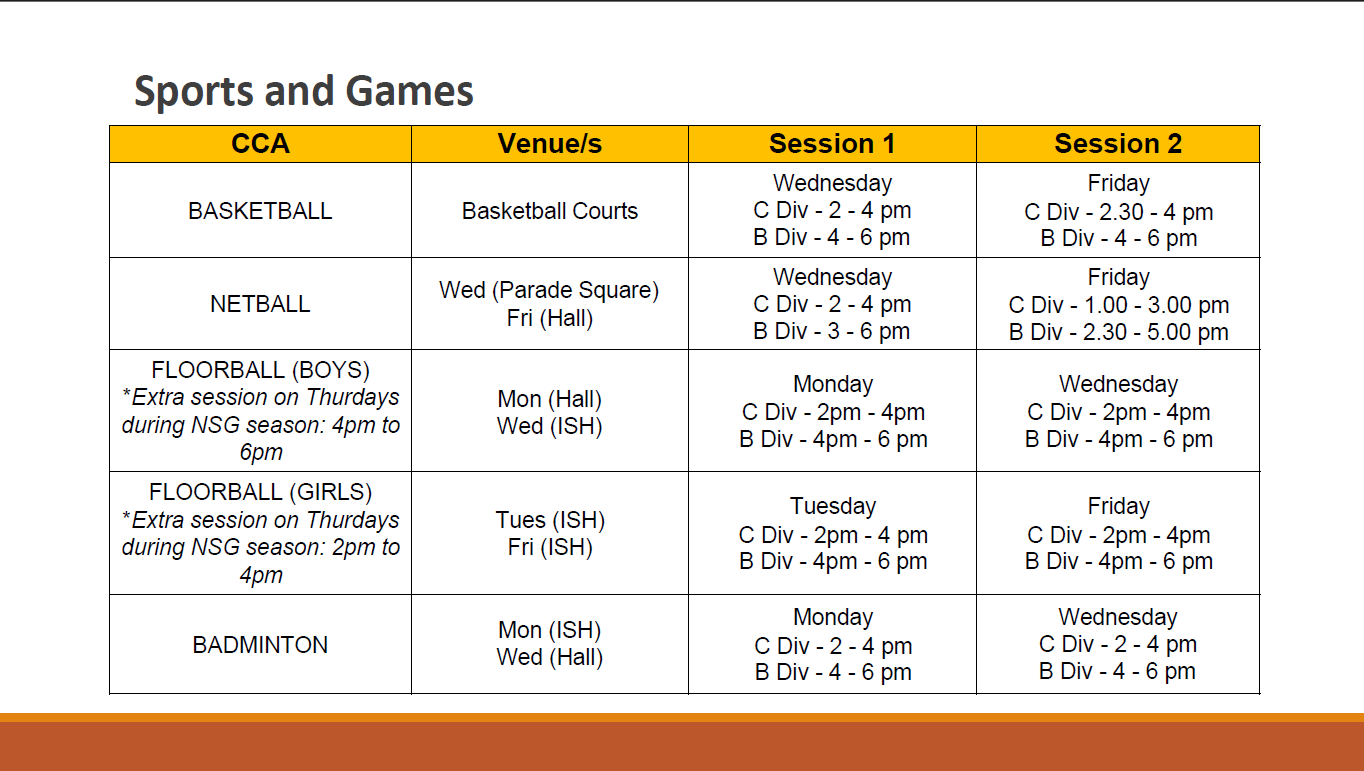 Sports and Games
CCA
Venue/s
Session 1
Session 2
BASKETBALL
Basketball Courts
Wednesday
C Div - 2 - 4 pm
B Div - 4 - 6 pm
Friday
C Div - 2.30 - 4 pm
B Div - 4 - 6 pm
NETBALL
Wed (Parade Square)
Fri (Hall)
Wednesday
C Div - 2 - 4 pm
B Div - 3 - 6 pm
Friday
C Div - 1.00 - 3.00 pm
B Div - 2.30 - 5.00 pm
FLOORBALL (BOYS)
*Extra session on Thurdays
during NSG season: 4pm to
6pm
Mon (Hall)
Wed (ISH)
Monday
C Div - 2pm - 4pm
B Div - 4pm - 6 pm
Wednesday
C Div - 2pm - 4pm
B Div - 4pm - 6 pm
FLOORBALL (GIRLS)
*Extra session on Thurdays
during NSG season: 2pm to
4pm
Tues (ISH)
Fri (ISH)
Tuesday
C Div - 2pm - 4 pm
B Div - 4pm - 6 pm
Friday
C Div - 2pm - 4pm
B Div - 4pm - 6 pm
BADMINTON
Mon (ISH)
Wed (Hall)
Monday
C Div - 2 - 4 pm
B Div - 4 - 6 pm
Wednesday
C Div - 2 - 4 pm
B Div - 4 - 6 pm